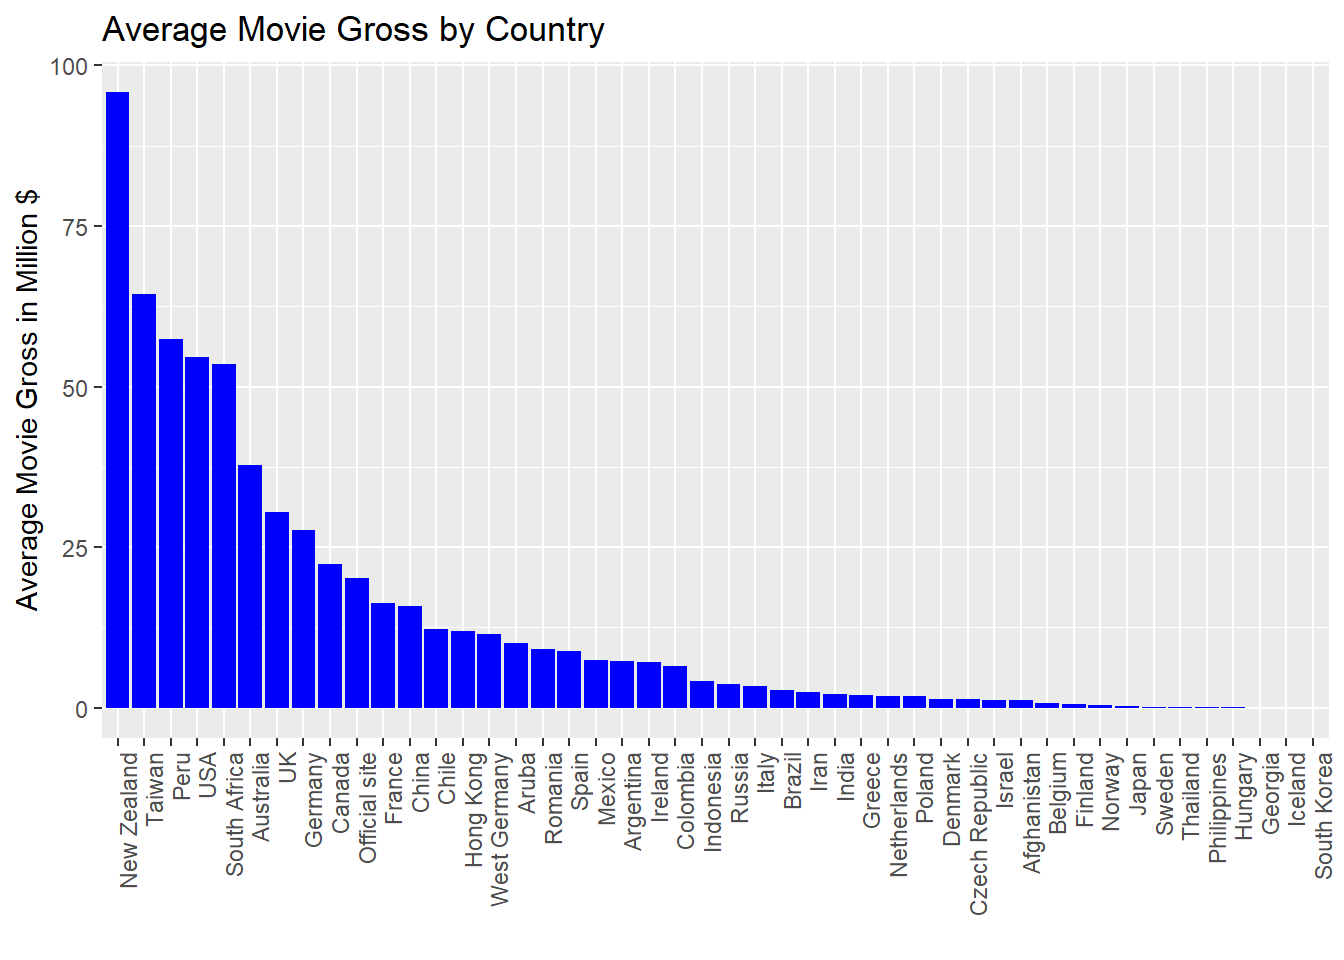 Average Movie Gross by Country
Average Movie Gross in Million $
100
75
50
25
0
New Zealand
Taiwan
Peru
USA
South Africa
Australia
UK
Germany
Canada
Official site
France
China
Chile
Hong Kong
West Germany
Aruba
Romania
Spain
Mexico
Argentina
Ireland
Colombia
Indonesia
Russia
Italy
Brazil
Iran
India
Greece
Netherlands
Poland
Denmark
Czech Republic
Israel
Afghanistan
Belgium
Finland
Norway
Japan
Sweden
Thailand
Philippines
Hungary
Georgia
Iceland
South Korea